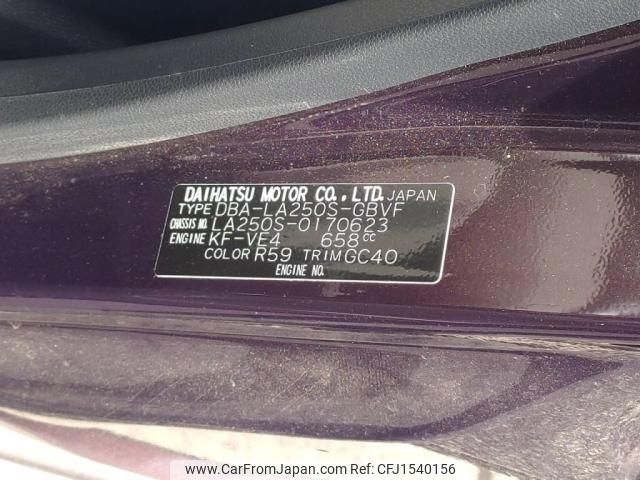 DAIHATSU MOTOR CO., LTD. JAPAN
TYPE DBA-LA250S-GBVF
CHASSIS NO. LA250S-0170623
ENGINE KF-VE4 658cc
COLOR R59 TRIM GC40
ENGINE NO.
www.CarFromJapan.com | Ref No: CFJ1540156